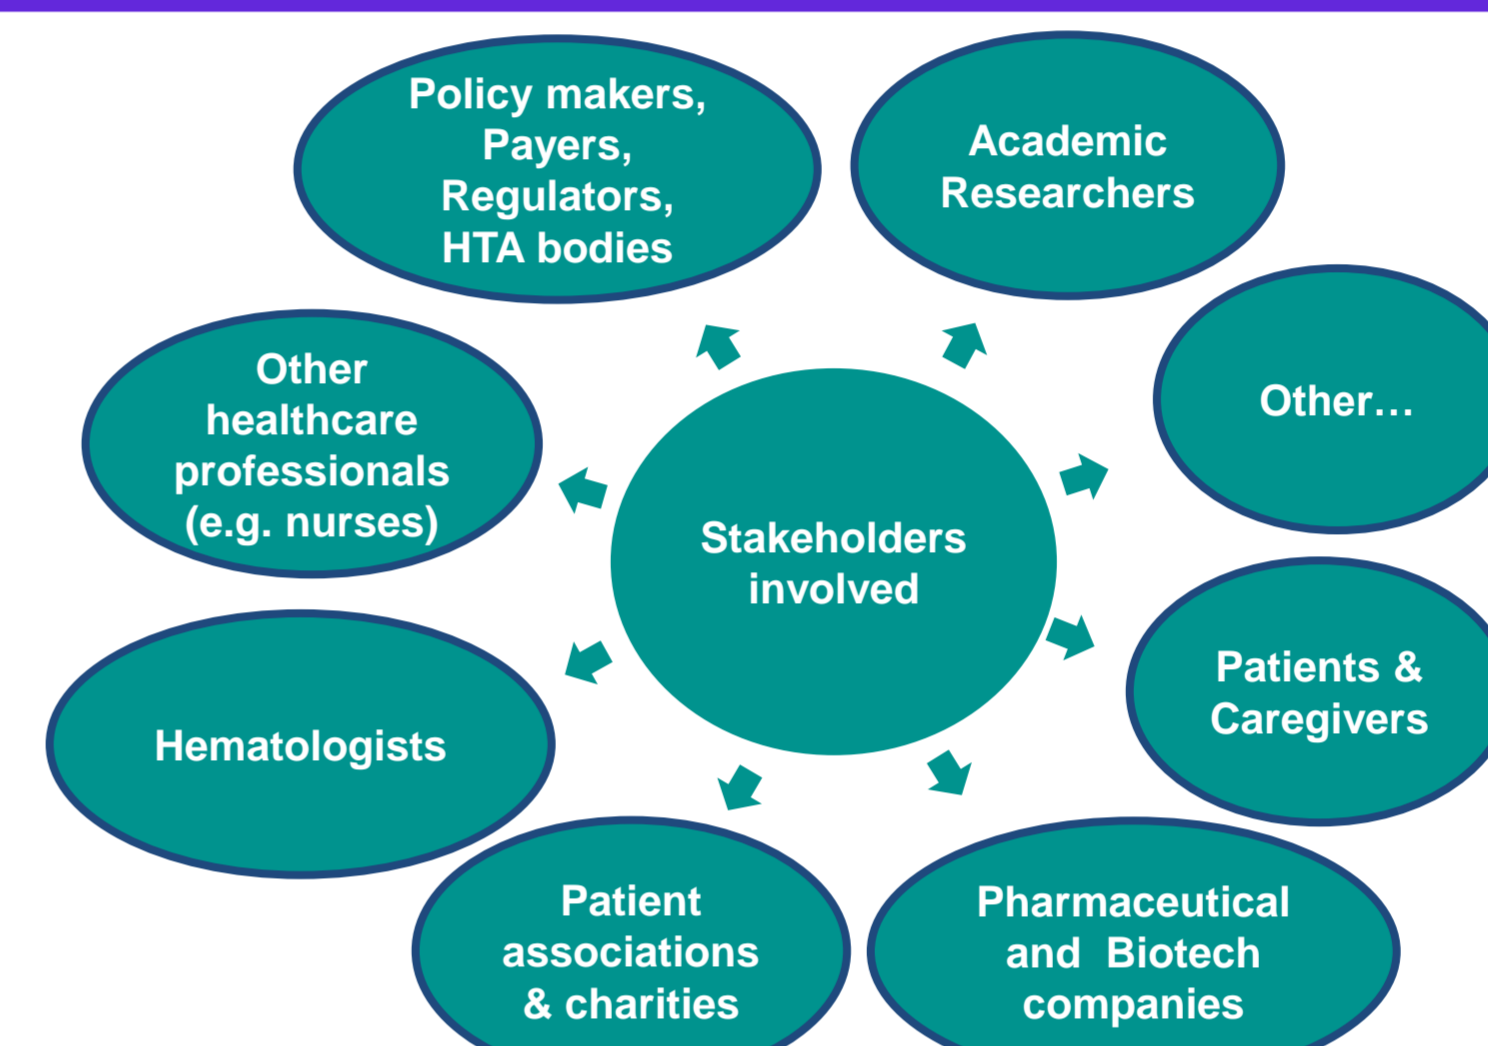 Policy makers,
Payers,
Regulators,
HTA bodies
Academic
Researchers
Other
healthcare
professionals
(e.g. nurses)
Other…
Stakeholders
involved
Patients &
Caregivers
Hematologists
Patient
associations
& charities
Pharmaceutical
and  Biotech
companies